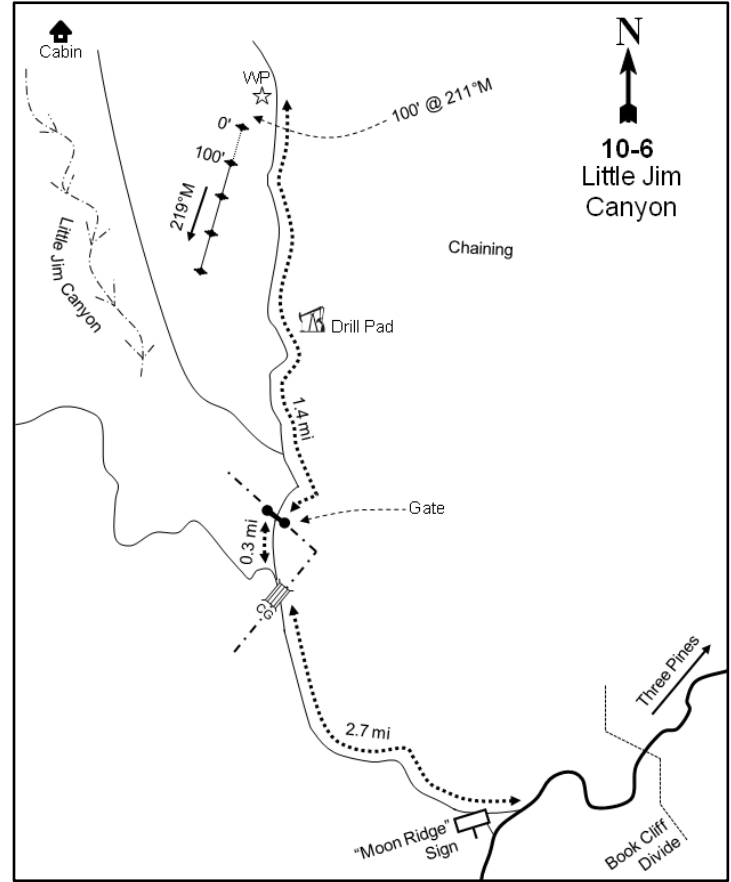 Cabin
N
10-6
Little Jim
Canyon
WP
0'
100' @ 211°M
100'
219°M
Little Jim Canyon
Chaining
Drill Pad
1.4 mi
Gate
0.3 mi
CG
Three Pines
2.7 mi
"Moon Ridge"
Sign
Book Cliff
Divide